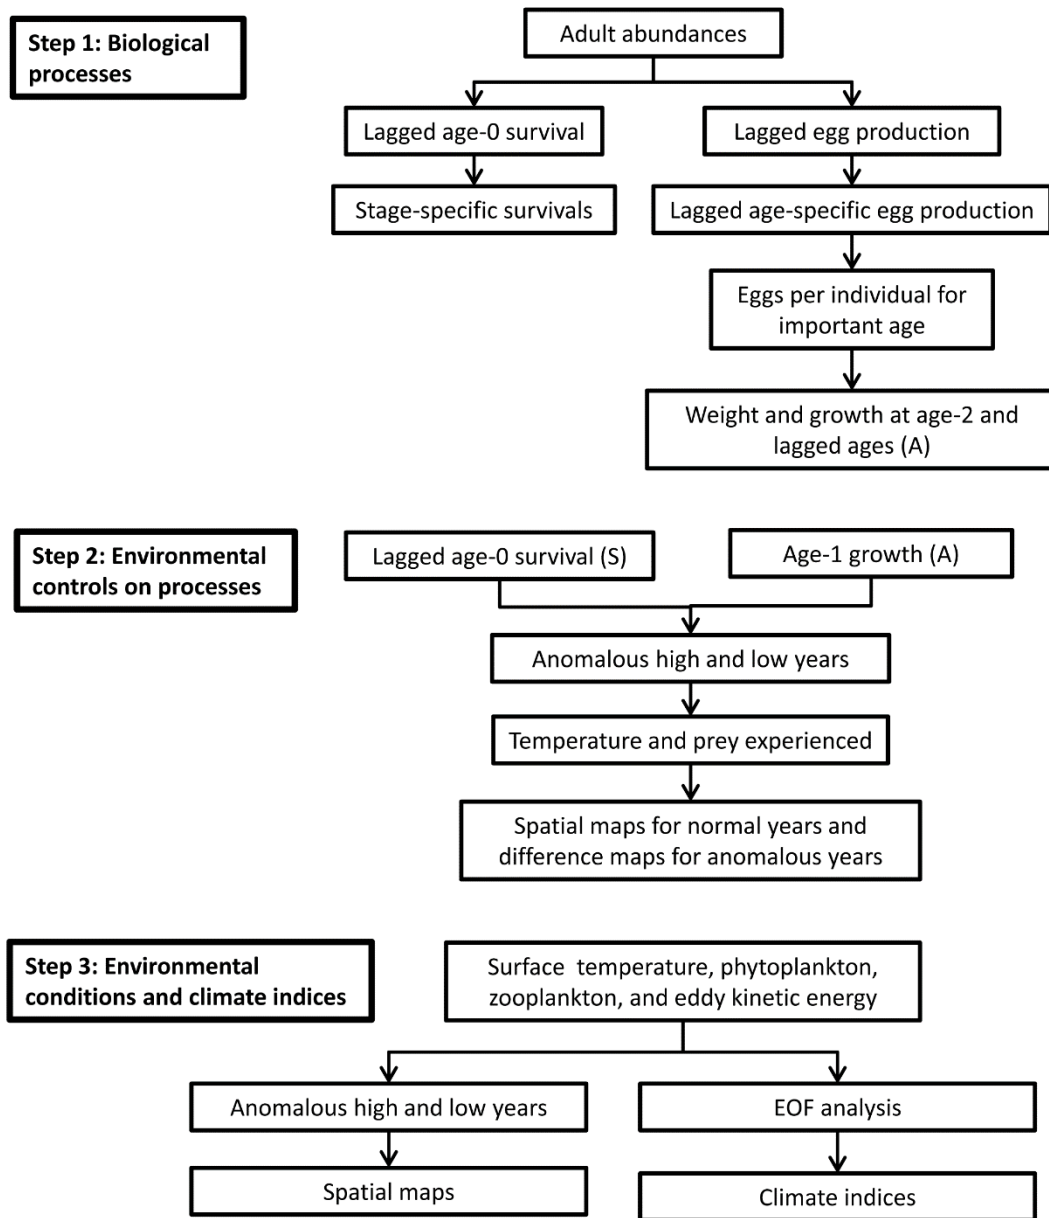 Step 1: Biological
processes
Adult abundances
Lagged age-0 survival
Lagged egg production
Stage-specific survivals
Lagged age-specific egg production
Eggs per individual for
important age
Weight and growth at age-2 and
lagged ages (A)
Step 2: Environmental
controls on processes
Lagged age-0 survival (S)
Age-1 growth (A)
Anomalous high and low years
Temperature and prey experienced
Spatial maps for normal years and
difference maps for anomalous years
Step 3: Environmental
conditions and climate indices
Surface temperature, phytoplankton,
zooplankton, and eddy kinetic energy
Anomalous high and low years
EOF analysis
Spatial maps
Climate indices